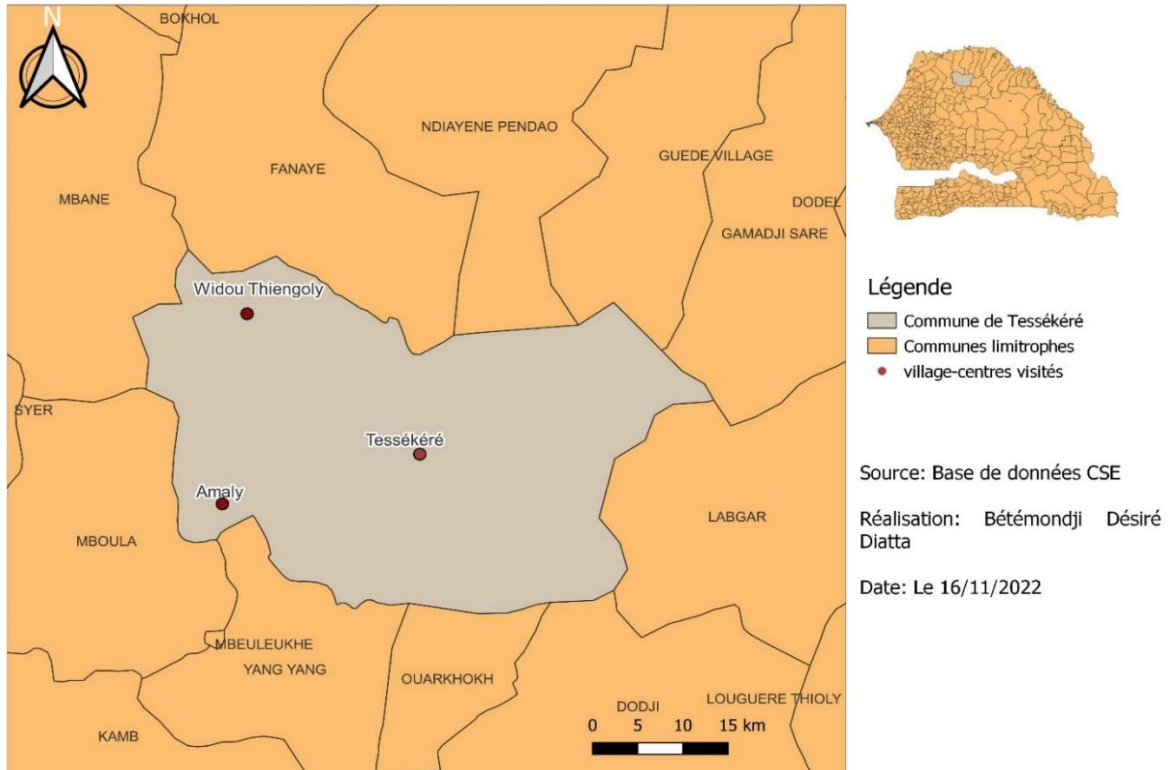 N
BOKHOL
NDIAYENE PENDAO
GUEDE VILLAGE
FANAYE
MBANE
DODEL
GAMADJI SARE
Widou Thiengoly
SYER
Tessékéré
Amaly
LABGAR
MBOULA
MBEULEUKHE
YANG YANG
OUARKHOKH
LOUGUERE THIOLY
DODJI
KAMB
0 5 10 15 km
Légende
Commune de Tessékéré
Communes limitrophes
village-centres visités
Source: Base de données CSE
Réalisation: Bétémondji Désiré
Diatta
Date: Le 16/11/2022